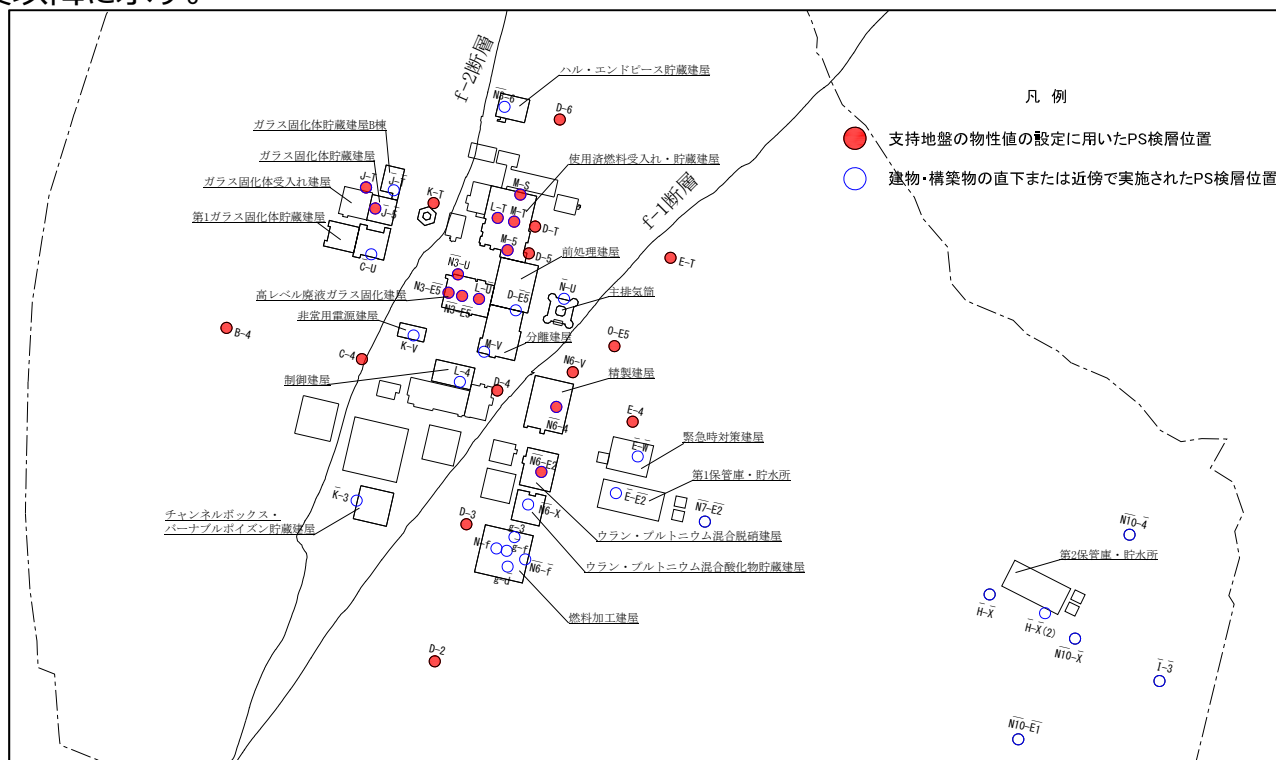 f-2断層
ハル・エンドピース貯蔵建屋
N5-6
D-6
凡 例
支持地盤の物性値の設定に用いたPS検層位置
建物・構築物の直下または近傍で実施されたPS検層位置
ガラス固化体貯蔵建屋B棟
ガラス固化体貯蔵建屋
ガラス固化体受入れ建屋
第1ガラス固化体貯蔵建屋
J-T
J-5
C-U
K-T
使用済燃料受入れ・貯蔵建屋
M-S
L-T
M-T
D-T
M-5
D-5
f-1断層
E-T
前処理建屋
N3-U
N3-E5
L-U
N3-E5
高レベル廃液ガラス固化建屋
D-E5
N-U
主排気筒
非常用電源建屋
K-V
B-4
C-4
M-V
分離建屋
O-E5
N6-V
制御建屋
L-4
D-4
精製建屋
N6-4
E-4
緊急時対策建屋
E-W
第1保管庫・貯水所
E-E2
N7-E2
N6-E2
N6-X
K-3
チャンネルボックス・
バーナブルポイズン貯蔵建屋
D-3
g-3
N-f
g-f
N6-f
g-d
ウラン・プルトニウム混合脱硝建屋
ウラン・プルトニウム混合酸化物貯蔵建屋
燃料加工建屋
D-2
N10-4
第2保管庫・貯水所
H-X
H-X(2)
N10-X
I-3
N10-E1